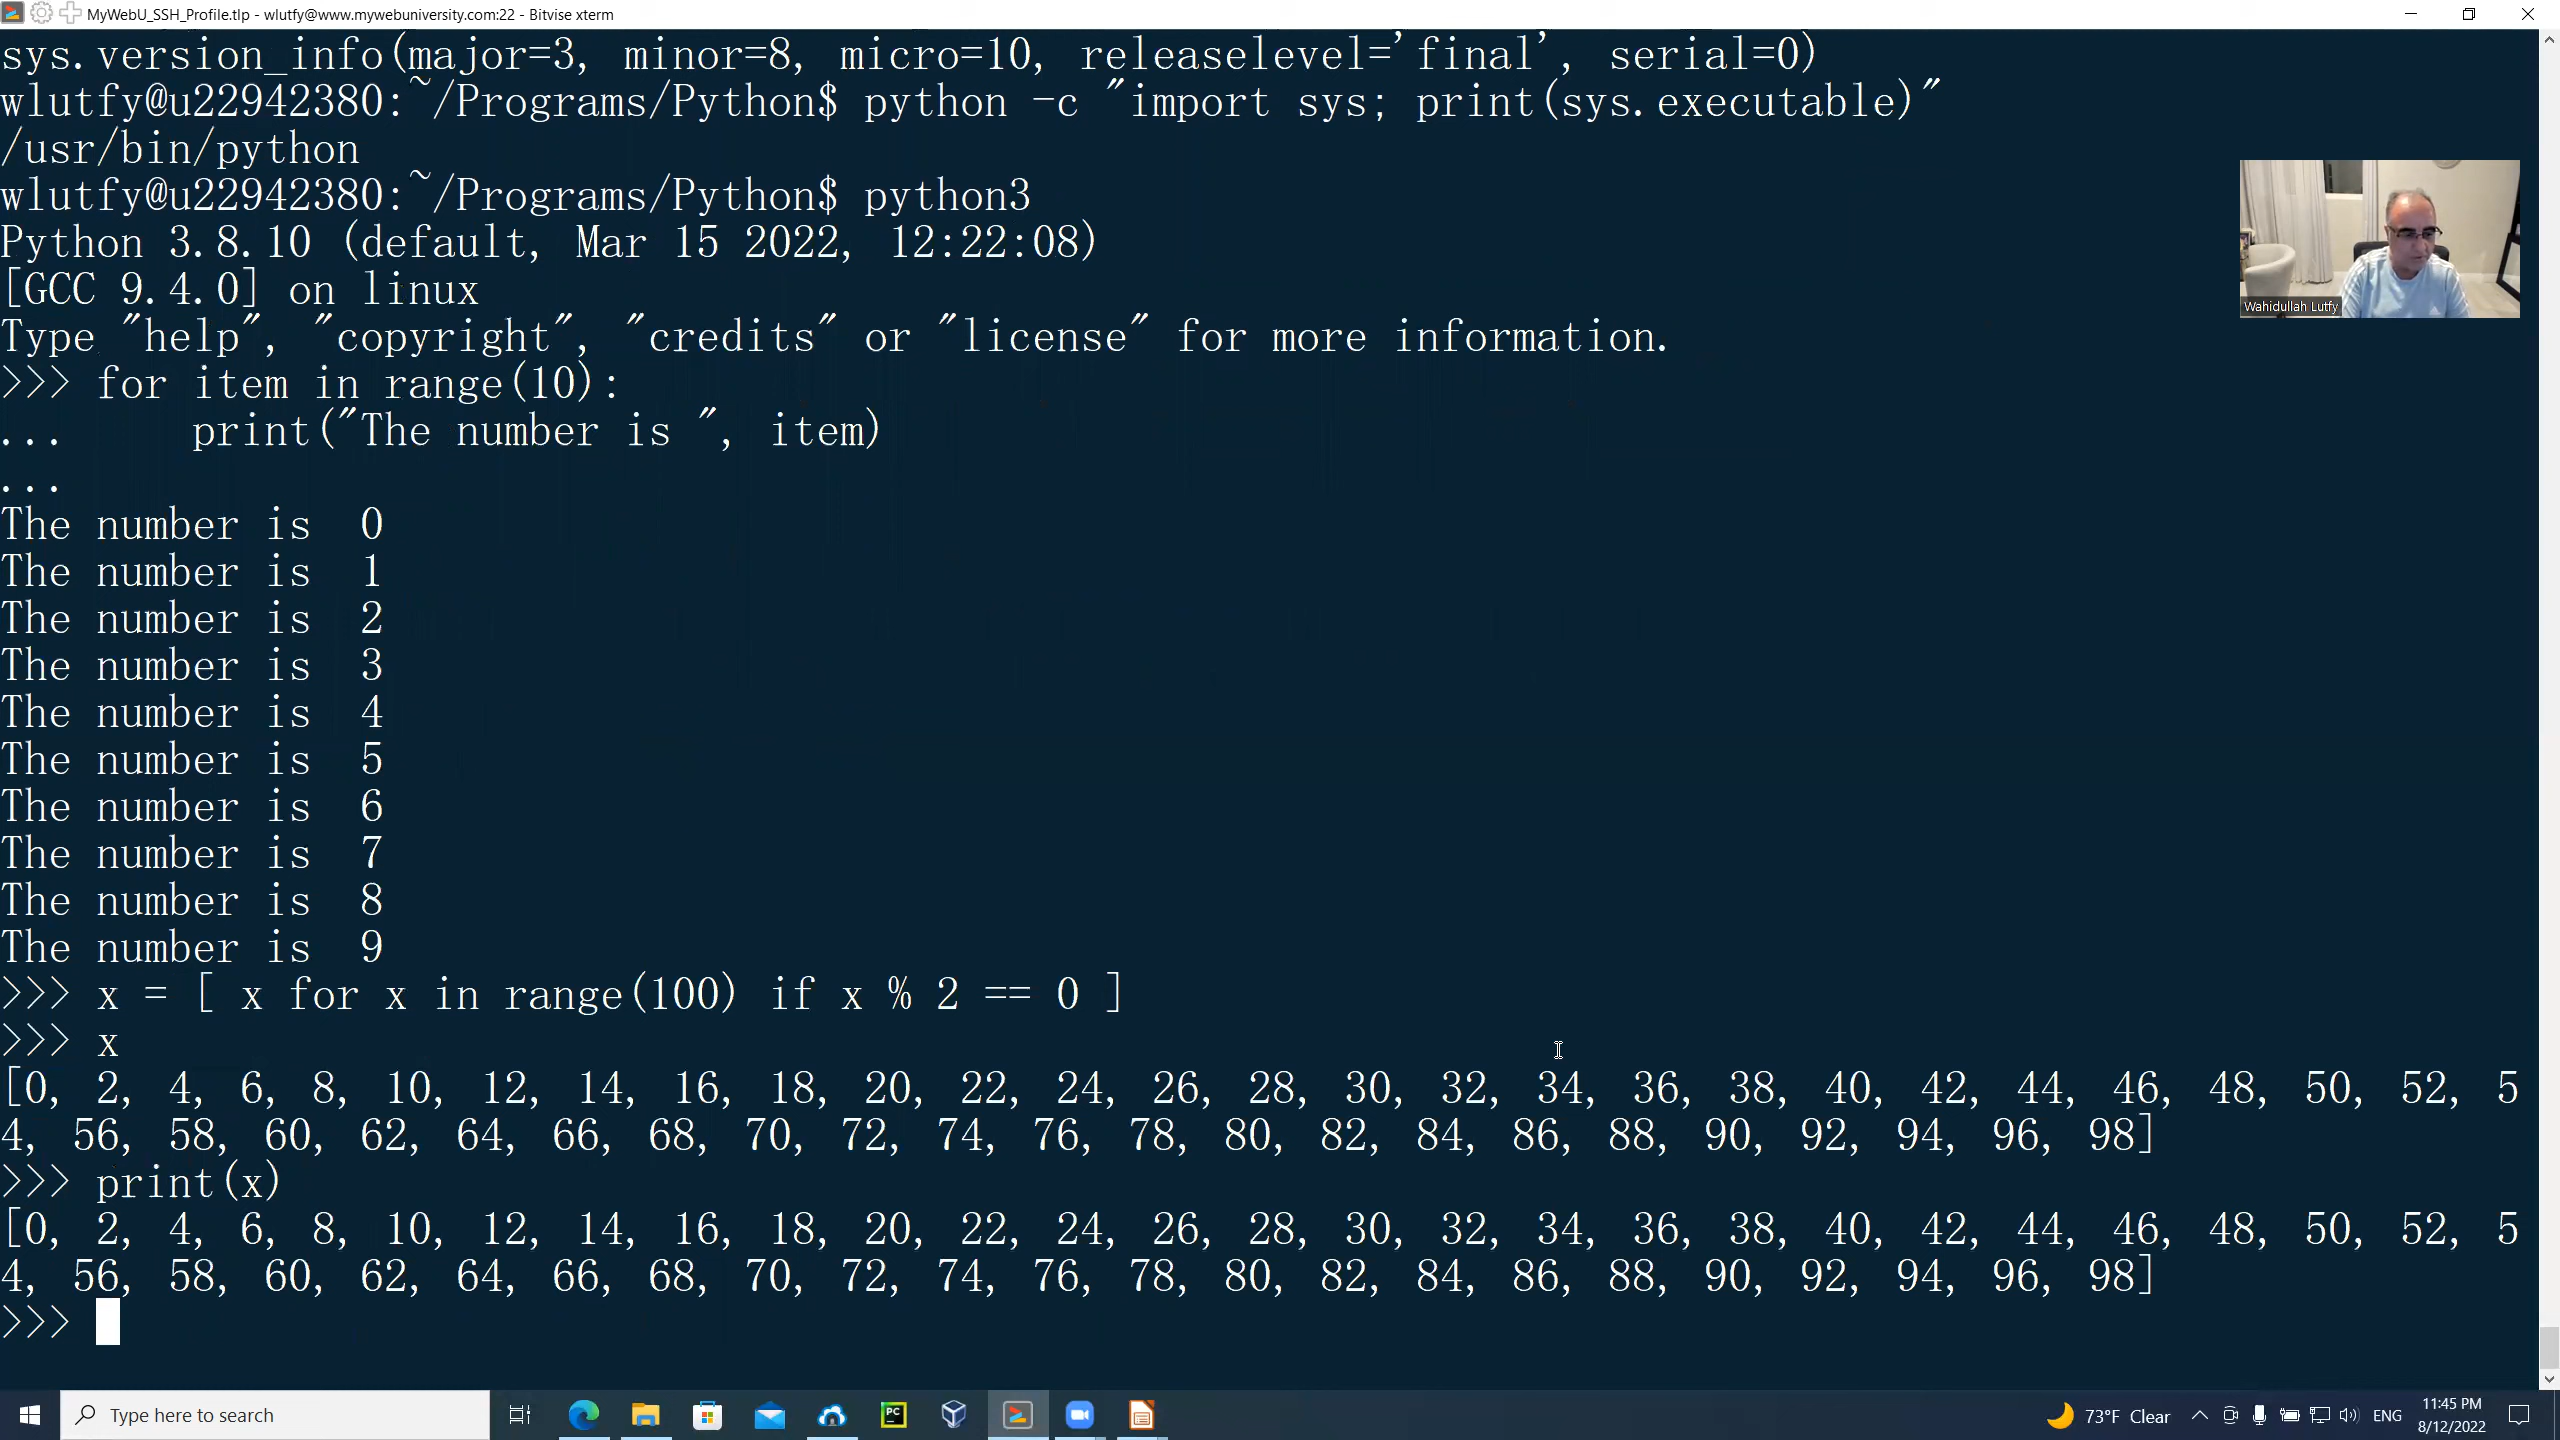 MyWebU_SSH_Profile.tlp - wlutfy@www.mywebuniversity.com:22 - Bitvise xterm
sys.version_info(major=3, minor=8, micro=10, releaselevel='final', serial=0)
wlutfy@u22942380:~/Programs/Python$ python -c "import sys; print(sys.executable)"
/usr/bin/python
wlutfy@u22942380:~/Programs/Python$ python3
Python 3.8.10 (default, Mar 15 2022, 12:22:08)
[GCC 9.4.0] on linux
Type "help", "copyright", "credits" or "license" for more information.
>>> for item in range(10):
...     print("The number is ", item)
...
The number is  0
The number is  1
The number is  2
The number is  3
The number is  4
The number is  5
The number is  6
The number is  7
The number is  8
The number is  9
>>> x = [ x for x in range(100) if x % 2 == 0 ]
>>> x
[0, 2, 4, 6, 8, 10, 12, 14, 16, 18, 20, 22, 24, 26, 28, 30, 32, 34, 36, 38, 40, 42, 44, 46, 48, 50, 52, 5
4, 56, 58, 60, 62, 64, 66, 68, 70, 72, 74, 76, 78, 80, 82, 84, 86, 88, 90, 92, 94, 96, 98]
>>> print(x)
[0, 2, 4, 6, 8, 10, 12, 14, 16, 18, 20, 22, 24, 26, 28, 30, 32, 34, 36, 38, 40, 42, 44, 46, 48, 50, 52, 5
4, 56, 58, 60, 62, 64, 66, 68, 70, 72, 74, 76, 78, 80, 82, 84, 86, 88, 90, 92, 94, 96, 98]
>>>
Wahidullah Lutfy
Type here to search
PC
73°F Clear
ENG
11:45 PM
8/12/2022